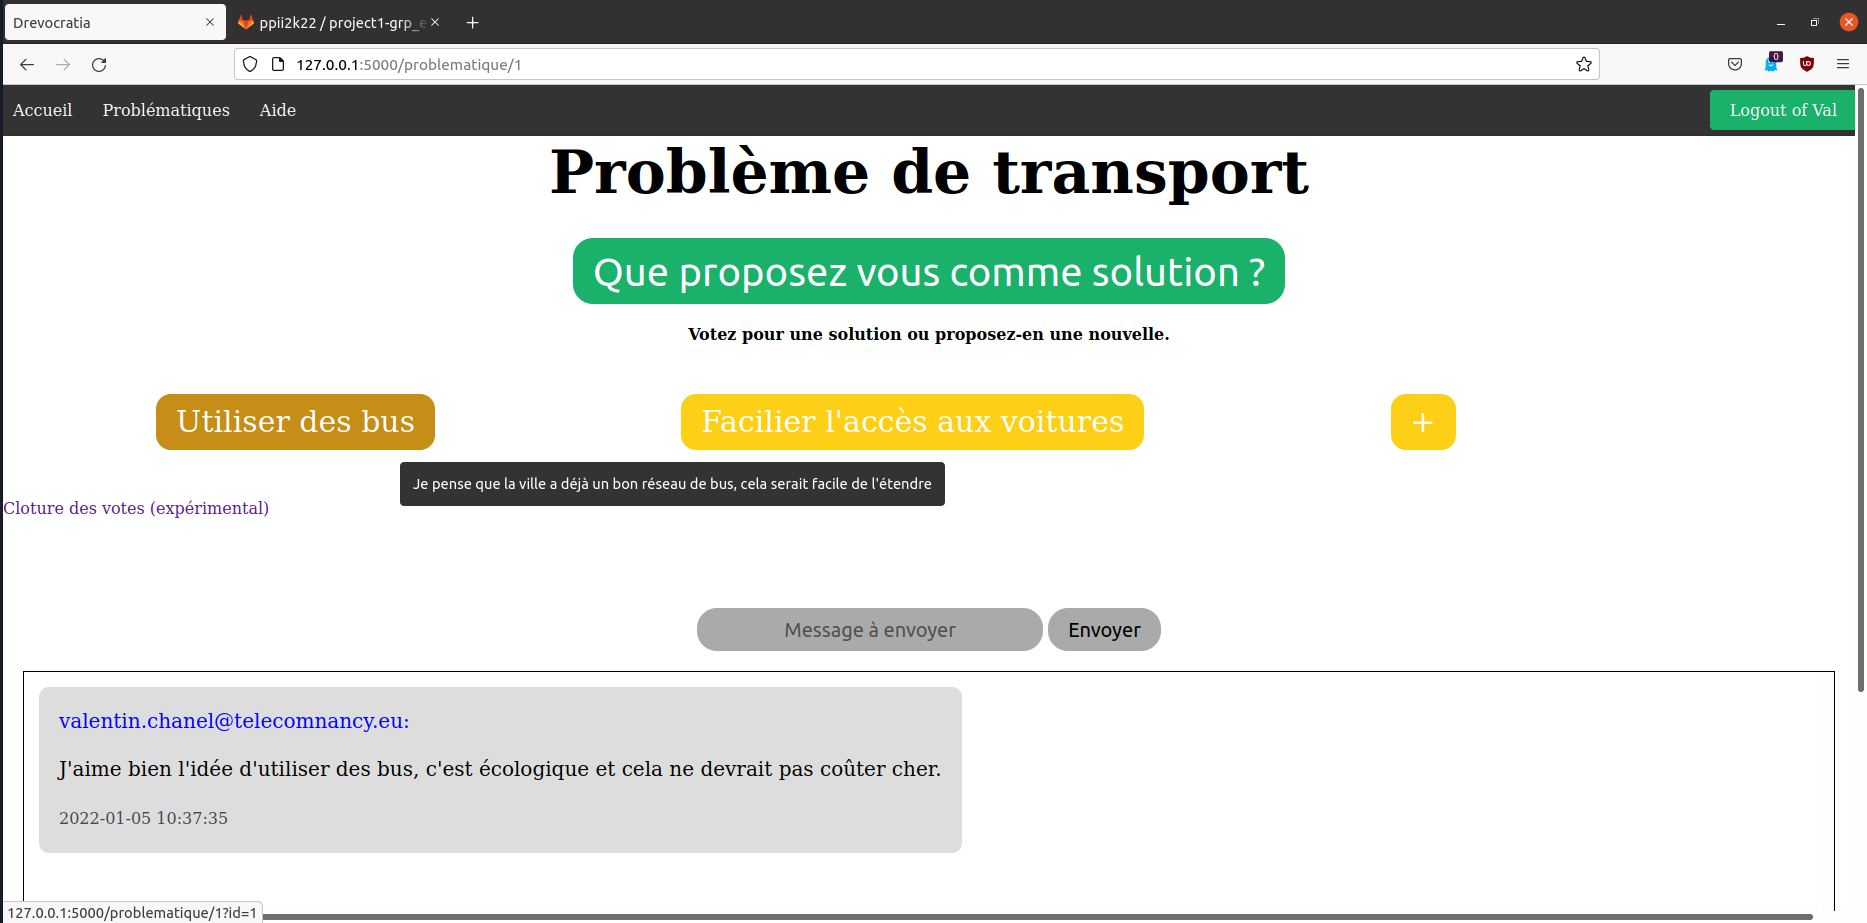 Drevocratia
ppii2k22 / project1-grp_e
127.0.0.1:5000/problematique/1
0
Accueil Problématiques Aide Logout of Val
Problème de transport
Que proposez vous comme solution ?
Votez pour une solution ou proposez-en une nouvelle.
Utiliser des bus Facilier l'accès aux voitures +
Je pense que la ville a déjà un bon réseau de bus, cela serait facile de l'étendre
Cloture des votes (expérimental)
Message à envoyer Envoyer
valentin.chanel@telecomnancy.eu:
J'aime bien l'idée d'utiliser des bus, c'est écologique et cela ne devrait pas coûter cher.
2022-01-05 10:37:35
127.0.0.1:5000/problematique/1?id=1